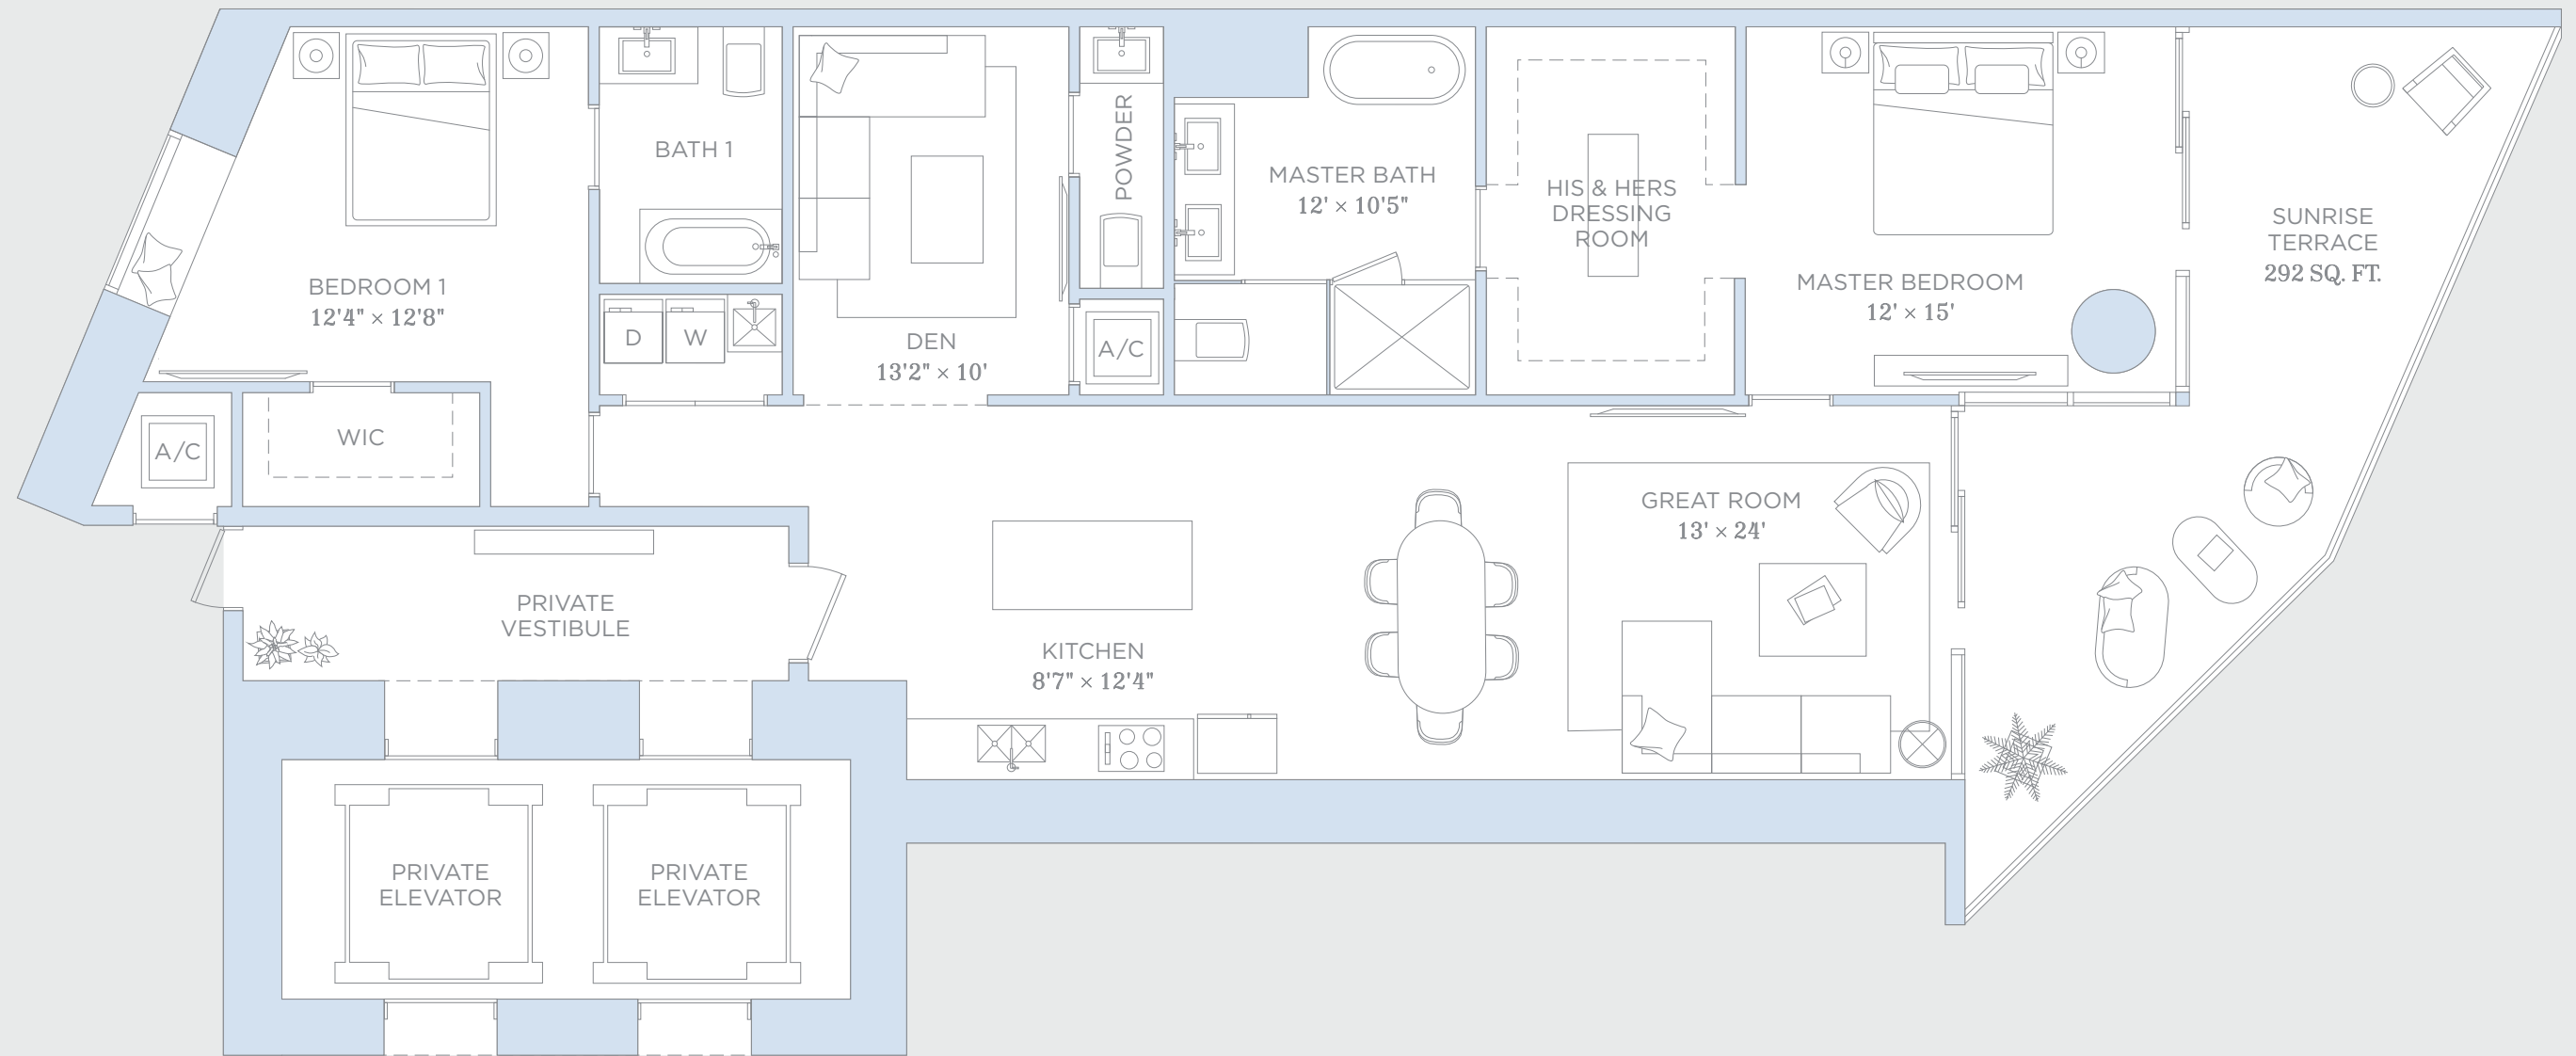 BEDROOM 1
12'4" × 12'8"
BATH 1
D
W
DEN
13'2" × 10'
POWDER
A/C
MASTER BATH
12' × 10'5"
HIS & HERS
DRESSING
ROOM
MASTER BEDROOM
12' × 15'
SUNRISE
TERRACE
292 SQ. FT.
A/C
WIC
PRIVATE
VESTIBULE
KITCHEN
8'7" × 12'4"
GREAT ROOM
13' × 24'
PRIVATE
ELEVATOR
PRIVATE
ELEVATOR